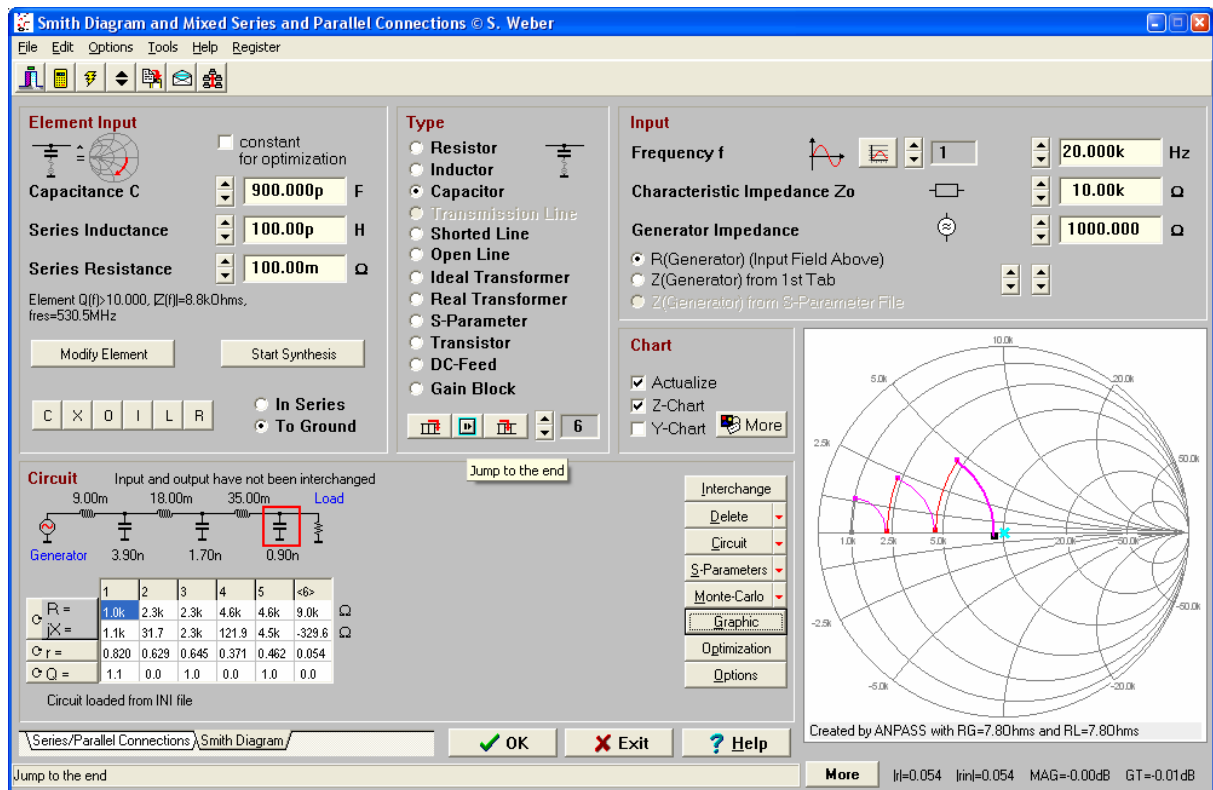 Smith Diagram and Mixed Series and Parallel Connections © S. Weber
File Edit Options Tools Help Register
Element Input
constant
for optimization
Capacitance C 900.000p F
Series Inductance 100.00p H
Series Resistance 100.00m Ω
Element Q(f)>10.000, |Z(f)|=8.8kOhms,
fres=530.5MHz
Modify Element Start Synthesis
C X O I L R
In Series
To Ground
Type
Resistor
Inductor
Capacitor
Transmission Line
Shorted Line
Open Line
Ideal Transformer
Real Transformer
S-Parameter
Transistor
DC-Feed
Gain Block
6
Jump to the end
Input
Frequency f 1 20.000k Hz
Characteristic Impedance Zo 10.00k Ω
Generator Impedance 1000.000 Ω
R(Generator) (Input Field Above)
Z(Generator) from 1st Tab
Z(Generator) from S-Parameter File
Chart
Actualize
Z-Chart
Y-Chart More
10.0k
5.0k 20.0k
2.5k 50.0k
1.0k 2.5k 5.0k 20.0k 50.0k
-2.5k -50.0k
-5.0k -20.0k
Created by ANPASS with RG=7.8Ohms and RL=7.8Ohms
Circuit Input and output have not been interchanged
9.00m 18.00m 35.00m Load
Generator 3.90n 1.70n 0.90n
1 2 3 4 5 <6>
R = 1.0k 2.3k 2.3k 4.6k 4.6k 9.0k Ω
jX = 1.1k 31.7 2.3k 121.9 4.5k -329.6 Ω
r = 0.820 0.629 0.645 0.371 0.462 0.054
Q = 1.1 0.0 1.0 0.0 1.0 0.0
Circuit loaded from INI file
Interchange
Delete
Circuit
S-Parameters
Monte-Carlo
Graphic
Optimization
Options
Series/Parallel Connections Smith Diagram
OK Exit Help
Jump to the end
More |r|=0.054 |rin|=0.054 MAG=-0.00dB GT=-0.01dB